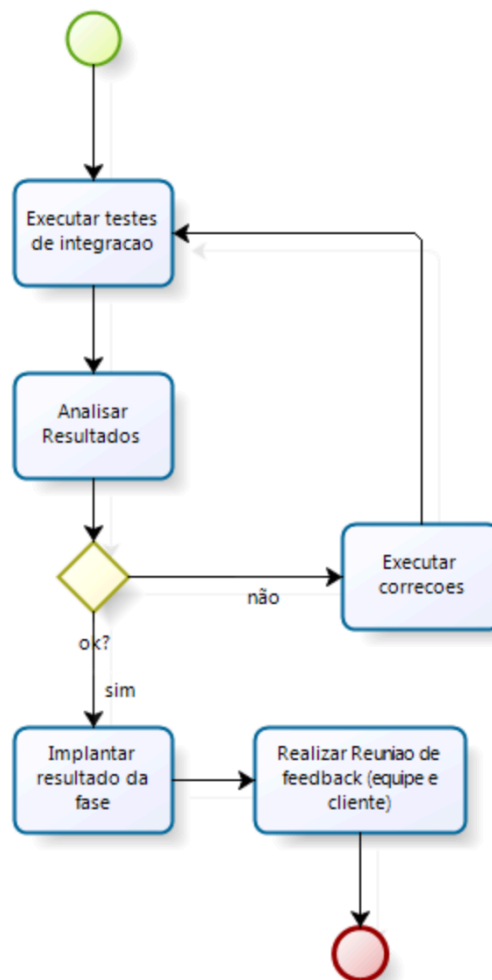 Executar testes
de integracao
Analisar
Resultados
Executar
correcoes
não
ok?
sim
Implantar
resultado da
fase
Realizar Reuniao de
feedback (equipe e
cliente)